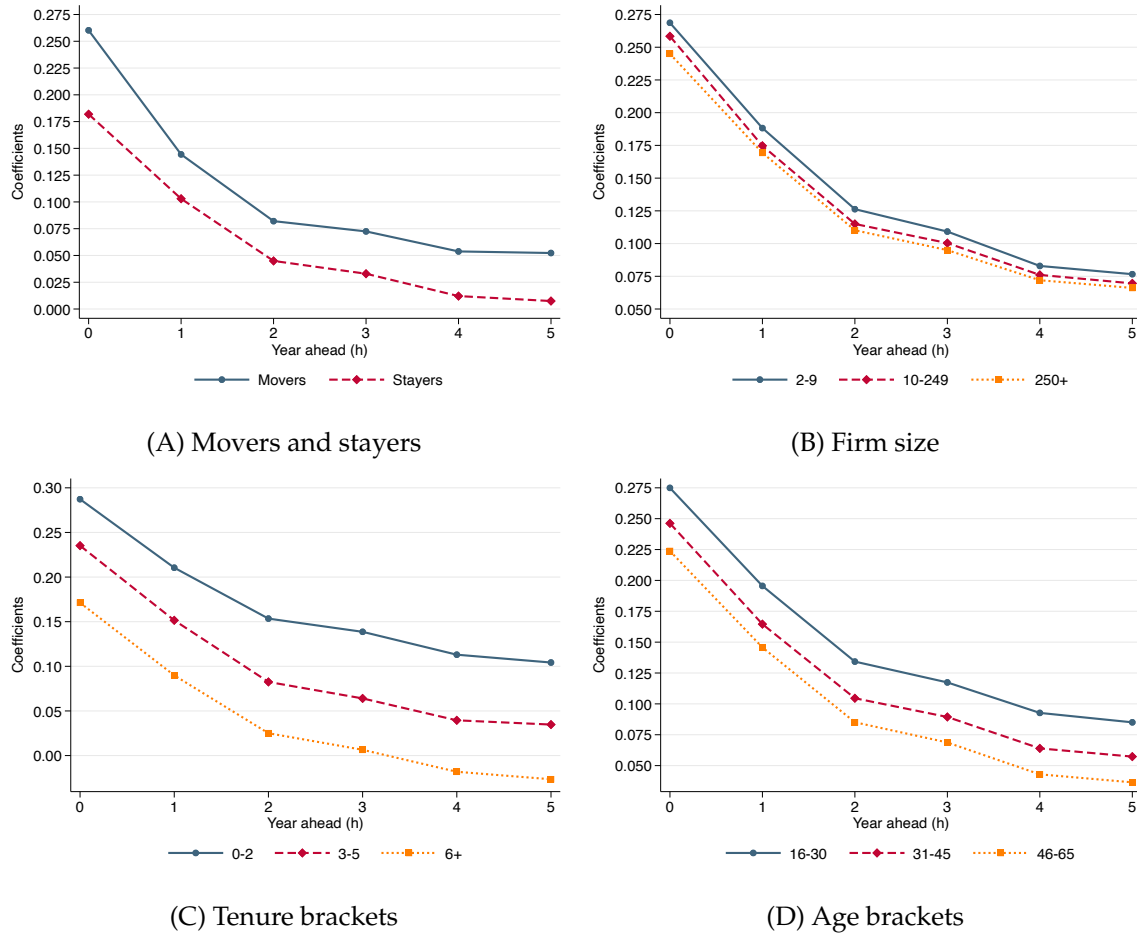 0.275
0.250
0.225
0.200
0.175
0.150
0.125
0.100
0.075
0.050
0.025
0.000
Coefficients
0 1 2 3 4 5
Year ahead (h)
Movers Stayers
(A) Movers and stayers
0.275
0.250
0.225
0.200
0.175
0.150
0.125
0.100
0.075
0.050
Coefficients
0 1 2 3 4 5
Year ahead (h)
2-9 10-249 250+
(B) Firm size
0.30
0.25
0.20
0.15
0.10
0.05
0.00
Coefficients
0 1 2 3 4 5
Year ahead (h)
0-2 3-5 6+
(C) Tenure brackets
0.275
0.250
0.225
0.200
0.175
0.150
0.125
0.100
0.075
0.050
Coefficients
0 1 2 3 4 5
Year ahead (h)
16-30 31-45 46-65
(D) Age brackets